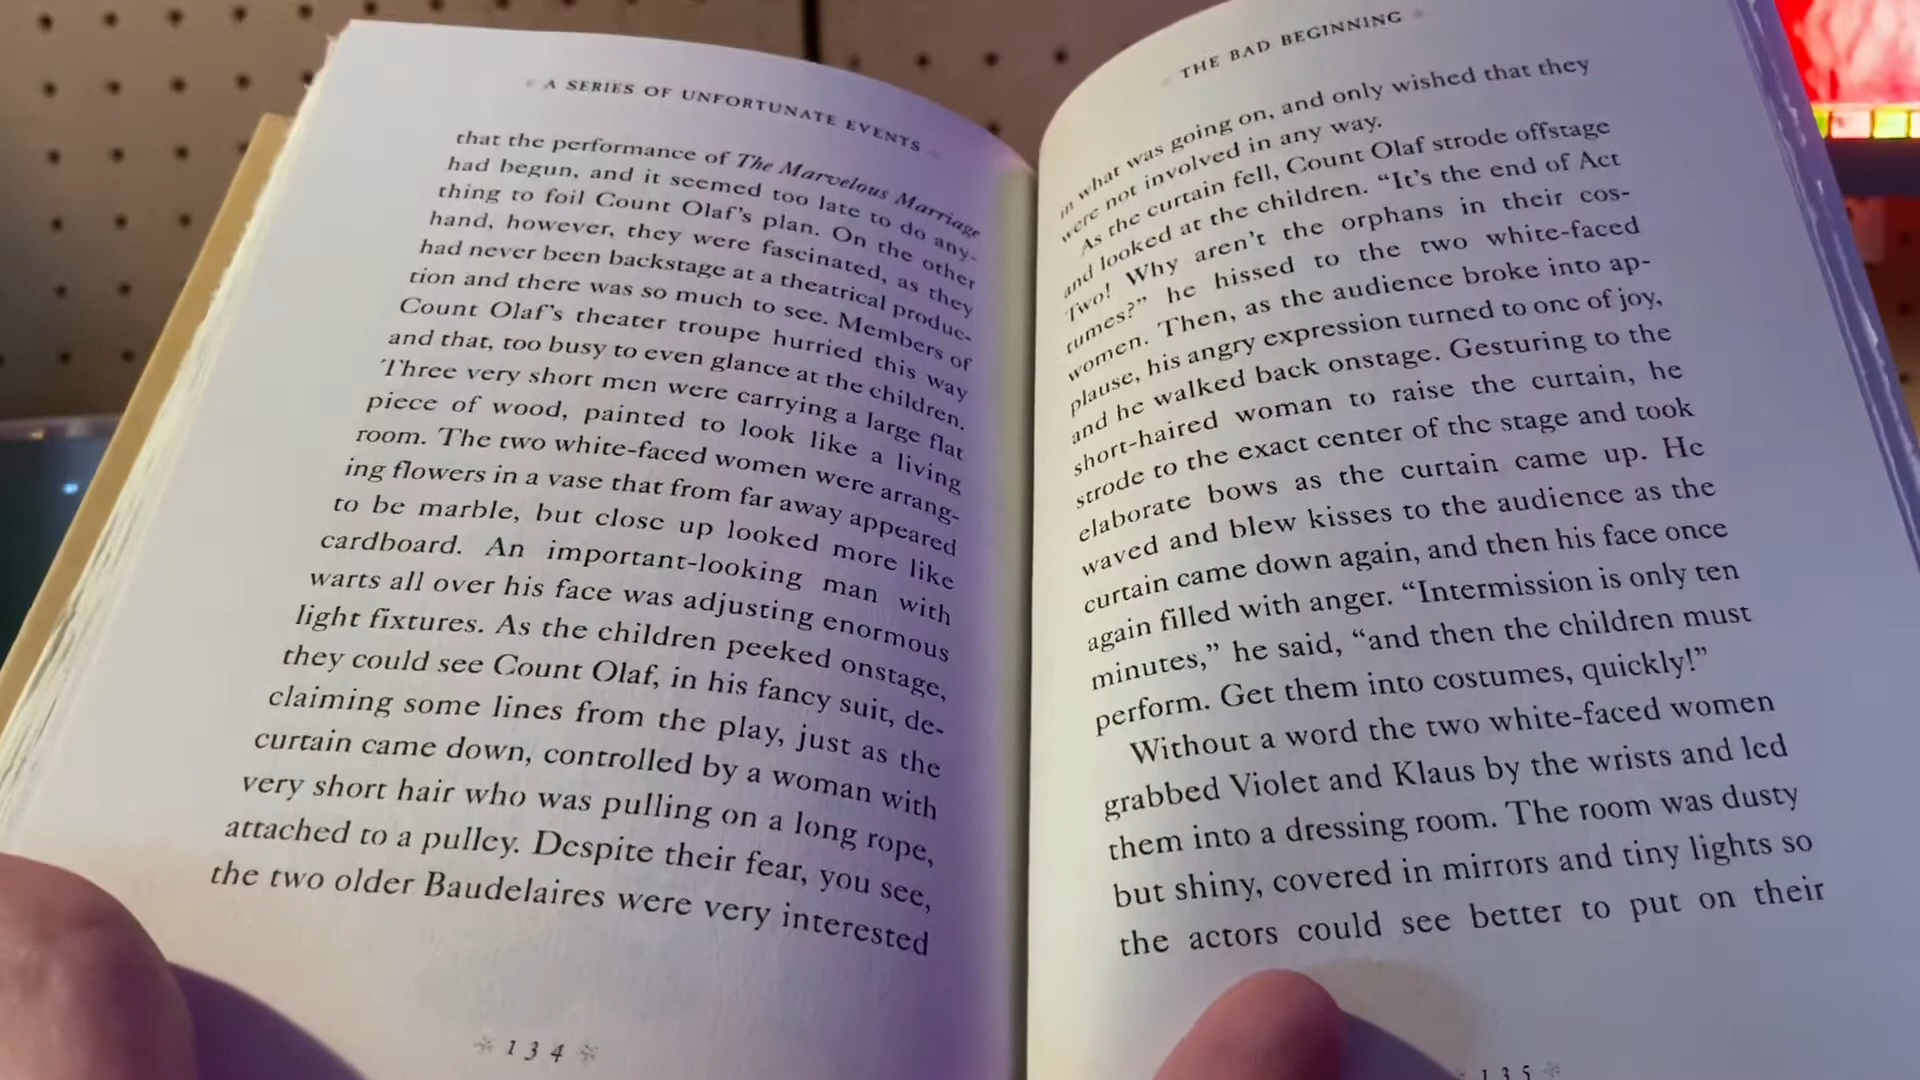 A SERIES OF UNFORTUNATE EVENTS
that the performance of The Marvelous Marriage
had begun, and it seemed too late to do any-
thing to foil Count Olaf's plan. On the other
hand, however, they were fascinated, as they
had never been backstage at a theatrical produc-
tion and there was so much to see. Members of
Count Olaf's theater troupe hurried this way
and that, too busy to even glance at the children.
Three very short men were carrying a large flat
piece of wood, painted to look like a living
room. The two white-faced women were arrang-
ing flowers in a vase that from far away appeared
to be marble, but close up looked more like
cardboard. An important-looking man with
warts all over his face was adjusting enormous
light fixtures. As the children peeked onstage,
they could see Count Olaf, in his fancy suit, de-
claiming some lines from the play, just as the
curtain came down, controlled by a woman with
very short hair who was pulling on a long rope,
attached to a pulley. Despite their fear, you see,
the two older Baudelaires were very interested
134
THE BAD BEGINNING
in what was going on, and only wished that they
were not involved in any way.
As the curtain fell, Count Olaf strode offstage
and looked at the children. “It's the end of Act
Two! Why aren't the orphans in their cos-
tumes?” he hissed to the two white-faced
women. Then, as the audience broke into ap-
plause, his angry expression turned to one of joy,
and he walked back onstage. Gesturing to the
short-haired woman to raise the curtain, he
strode to the exact center of the stage and took
elaborate bows as the curtain came up. He
waved and blew kisses to the audience as the
curtain came down again, and then his face once
again filled with anger. “Intermission is only ten
minutes,” he said, “and then the children must
perform. Get them into costumes, quickly!”
Without a word the two white-faced women
grabbed Violet and Klaus by the wrists and led
them into a dressing room. The room was dusty
but shiny, covered in mirrors and tiny lights so
the actors could see better to put on their
135